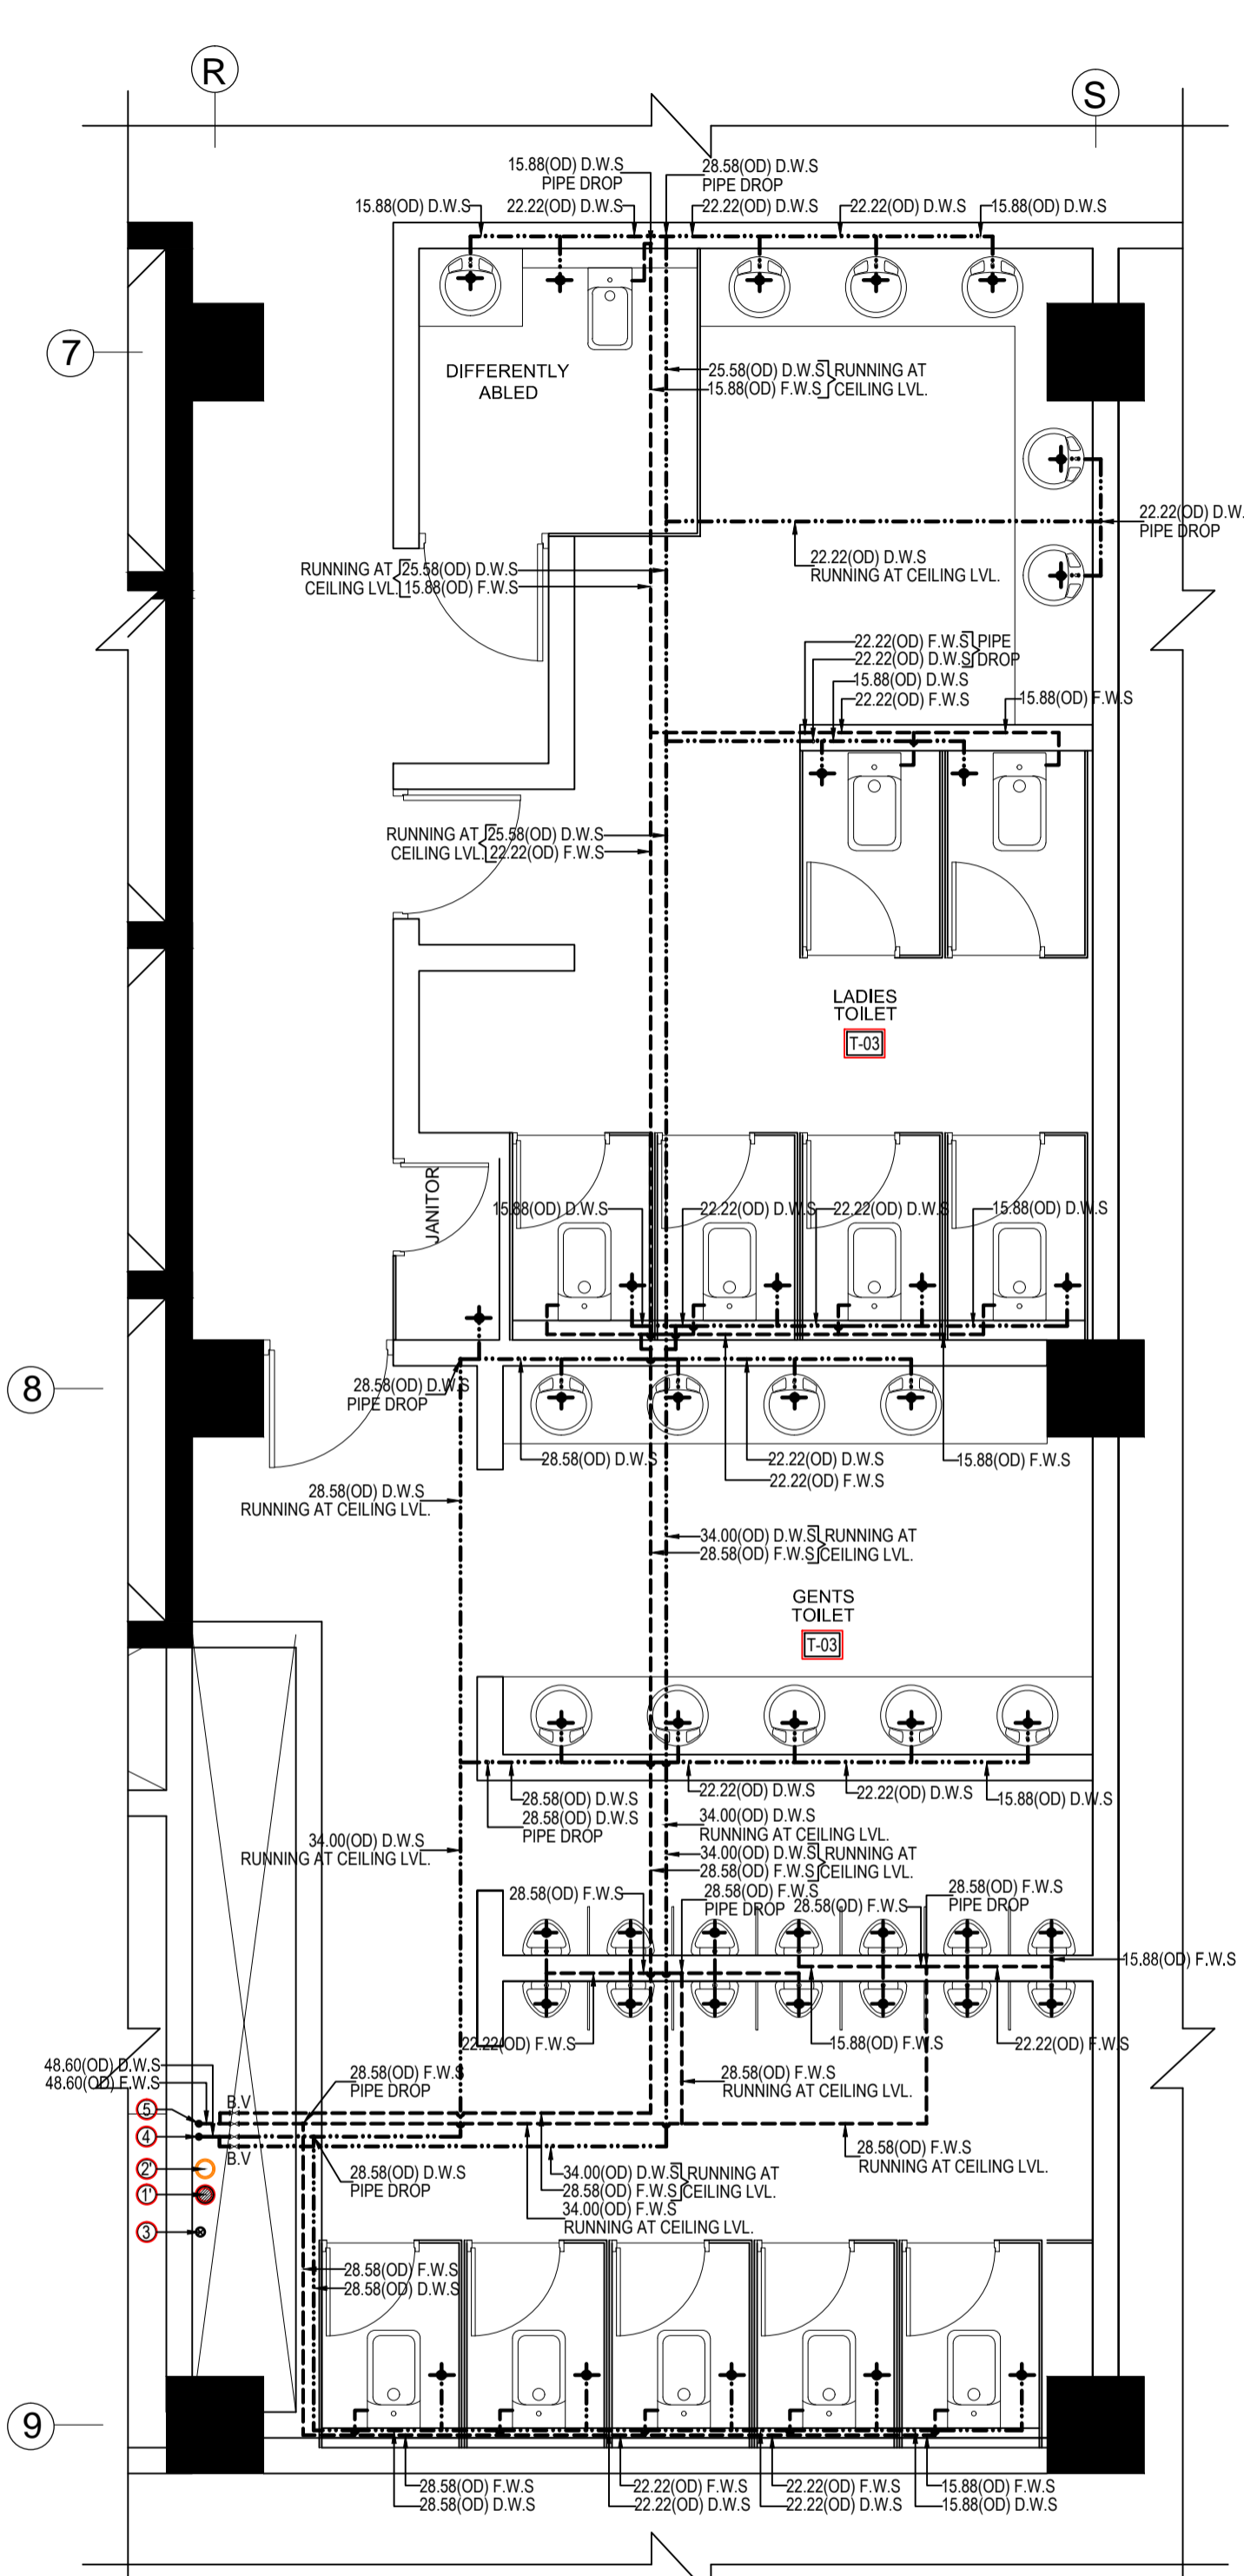 R
S
15.88(OD) D.W.S
PIPE DROP
28.58(OD) D.W.S
PIPE DROP
15.88(OD) D.W.S
22.22(OD) D.W.S
22.22(OD) D.W.S
22.22(OD) D.W.S
15.88(OD) D.W.S
7
DIFFERENTLY
ABLED
25.58(OD) D.W.S
15.88(OD) F.W.S
RUNNING AT
CEILING LVL.
22.22(OD) D.W.
PIPE DROP
22.22(OD) D.W.S
RUNNING AT CEILING LVL.
RUNNING AT
CEILING LVL.
25.58(OD) D.W.S
15.88(OD) F.W.S
22.22(OD) F.W.S
22.22(OD) D.W.S
PIPE
DROP
15.88(OD) D.W.S
22.22(OD) F.W.S
15.88(OD) F.W.S
RUNNING AT
CEILING LVL.
25.58(OD) D.W.S
22.22(OD) F.W.S
LADIES
TOILET
T-03
JANITOR
15.88(OD) D.W.S
22.22(OD) D.W.S
22.22(OD) D.W.S
15.88(OD) D.W.S
8
28.58(OD) D.W.S
PIPE DROP
28.58(OD) D.W.S
22.22(OD) D.W.S
22.22(OD) F.W.S
15.88(OD) F.W.S
28.58(OD) D.W.S
RUNNING AT CEILING LVL.
34.00(OD) D.W.S
28.58(OD) F.W.S
RUNNING AT
CEILING LVL.
GENTS
TOILET
T-03
28.58(OD) D.W.S
28.58(OD) D.W.S
PIPE DROP
22.22(OD) D.W.S
22.22(OD) D.W.S
15.88(OD) D.W.S
34.00(OD) D.W.S
RUNNING AT CEILING LVL.
34.00(OD) D.W.S
RUNNING AT CEILING LVL.
34.00(OD) D.W.S
28.58(OD) F.W.S
RUNNING AT
CEILING LVL.
28.58(OD) F.W.S
28.58(OD) F.W.S
PIPE DROP
28.58(OD) F.W.S
28.58(OD) F.W.S
PIPE DROP
15.88(OD) F.W.S
22.22(OD) F.W.S
15.88(OD) F.W.S
22.22(OD) F.W.S
48.60(OD) D.W.S
48.60(OD) F.W.S
28.58(OD) F.W.S
PIPE DROP
28.58(OD) F.W.S
RUNNING AT CEILING LVL.
B.V
5
4
B.V
2'
1'
3
28.58(OD) D.W.S
PIPE DROP
28.58(OD) F.W.S
RUNNING AT CEILING LVL.
34.00(OD) D.W.S
28.58(OD) F.W.S
RUNNING AT
CEILING LVL.
34.00(OD) F.W.S
RUNNING AT CEILING LVL.
28.58(OD) F.W.S
28.58(OD) D.W.S
9
28.58(OD) F.W.S
28.58(OD) D.W.S
22.22(OD) F.W.S
22.22(OD) D.W.S
22.22(OD) F.W.S
22.22(OD) D.W.S
15.88(OD) F.W.S
15.88(OD) D.W.S